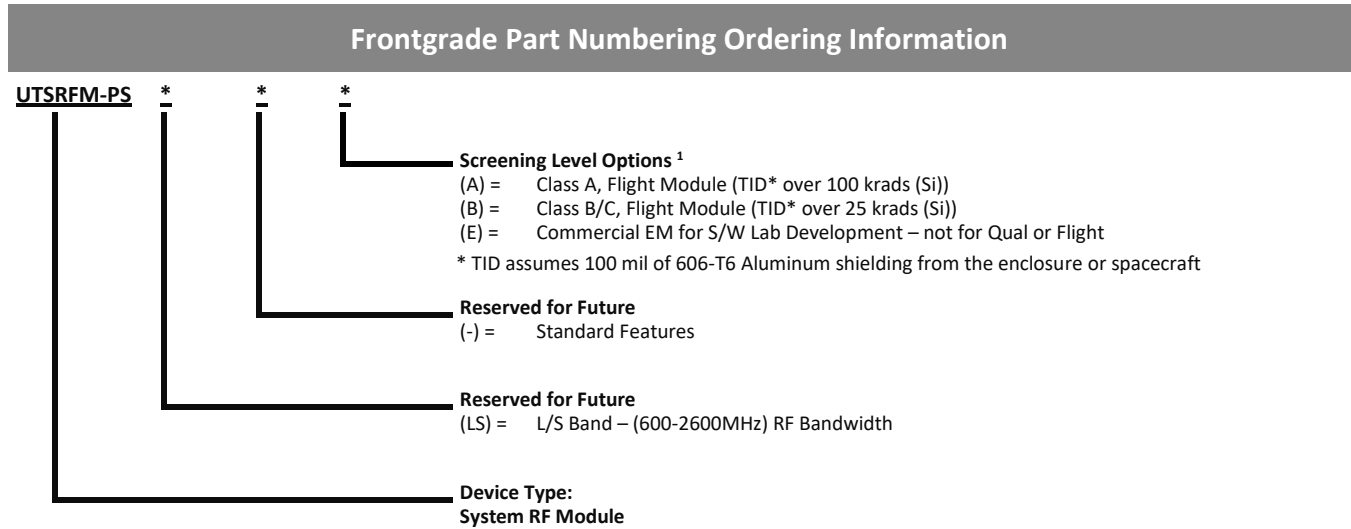 Frontgrade Part Numbering Ordering Information
UTSRFM-PS * * *
Screening Level Options ¹
(A) = Class A, Flight Module (TID* over 100 krads (Si))
(B) = Class B/C, Flight Module (TID* over 25 krads (Si))
(E) = Commercial EM for S/W Lab Development – not for Qual or Flight
* TID assumes 100 mil of 606-T6 Aluminum shielding from the enclosure or spacecraft
Reserved for Future
(-) = Standard Features
Reserved for Future
(LS) = L/S Band – (600-2600MHz) RF Bandwidth
Device Type:
System RF Module